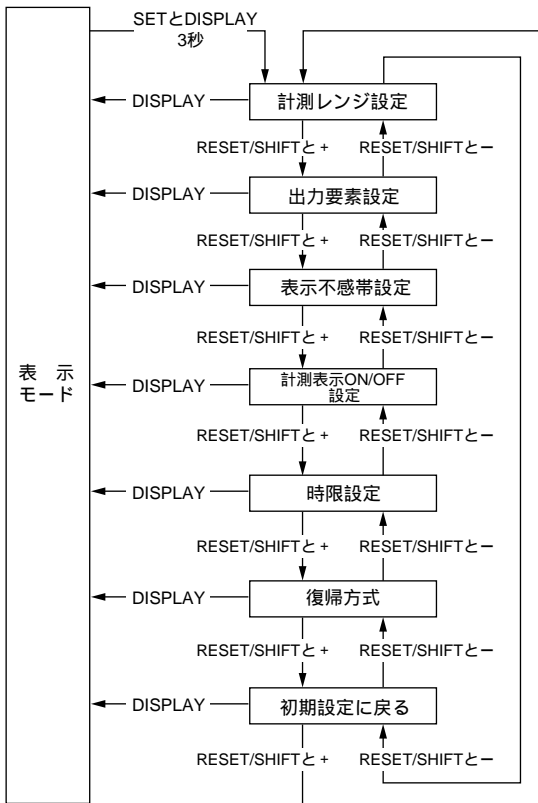 SETとDISPLAY
3秒
DISPLAY
計測レンジ設定
RESET/SHIFTと + RESET/SHIFTとー
DISPLAY
出力要素設定
RESET/SHIFTと + RESET/SHIFTとー
DISPLAY
表示不感帯設定
RESET/SHIFTと + RESET/SHIFTとー
表 示
モード
DISPLAY
計測表示ON/OFF
設定
RESET/SHIFTと + RESET/SHIFTとー
DISPLAY
時限設定
RESET/SHIFTと + RESET/SHIFTとー
DISPLAY
復帰方式
RESET/SHIFTと + RESET/SHIFTとー
DISPLAY
初期設定に戻る
RESET/SHIFTと + RESET/SHIFTとー